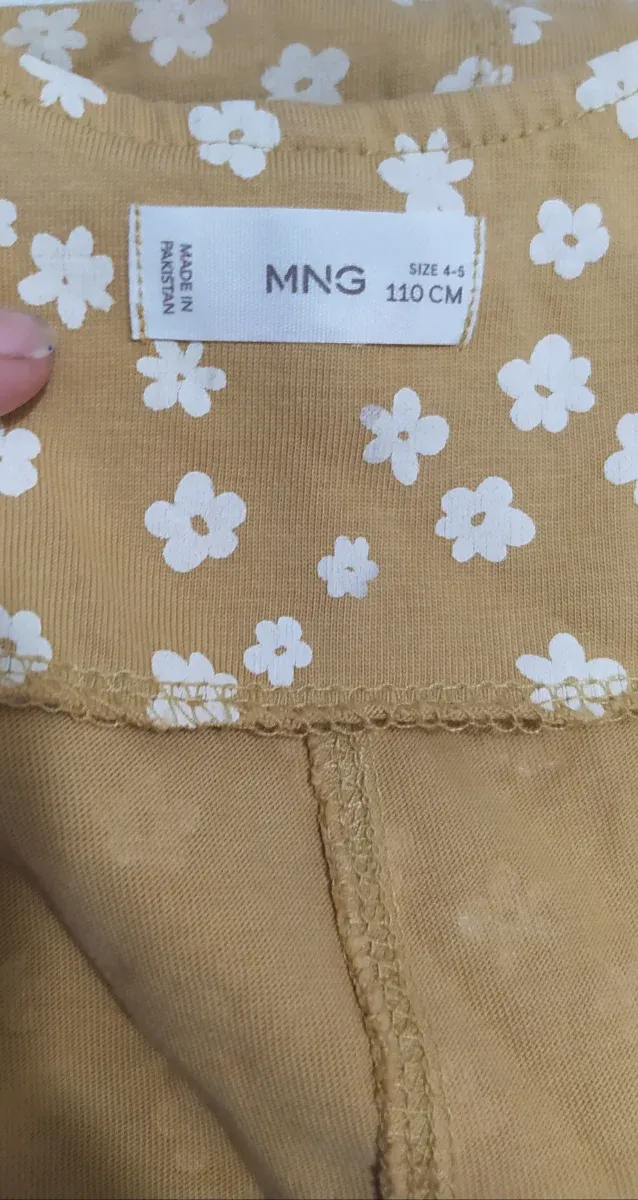 MADE IN
PAKISTAN
MNG
SIZE 4-5
110 CM